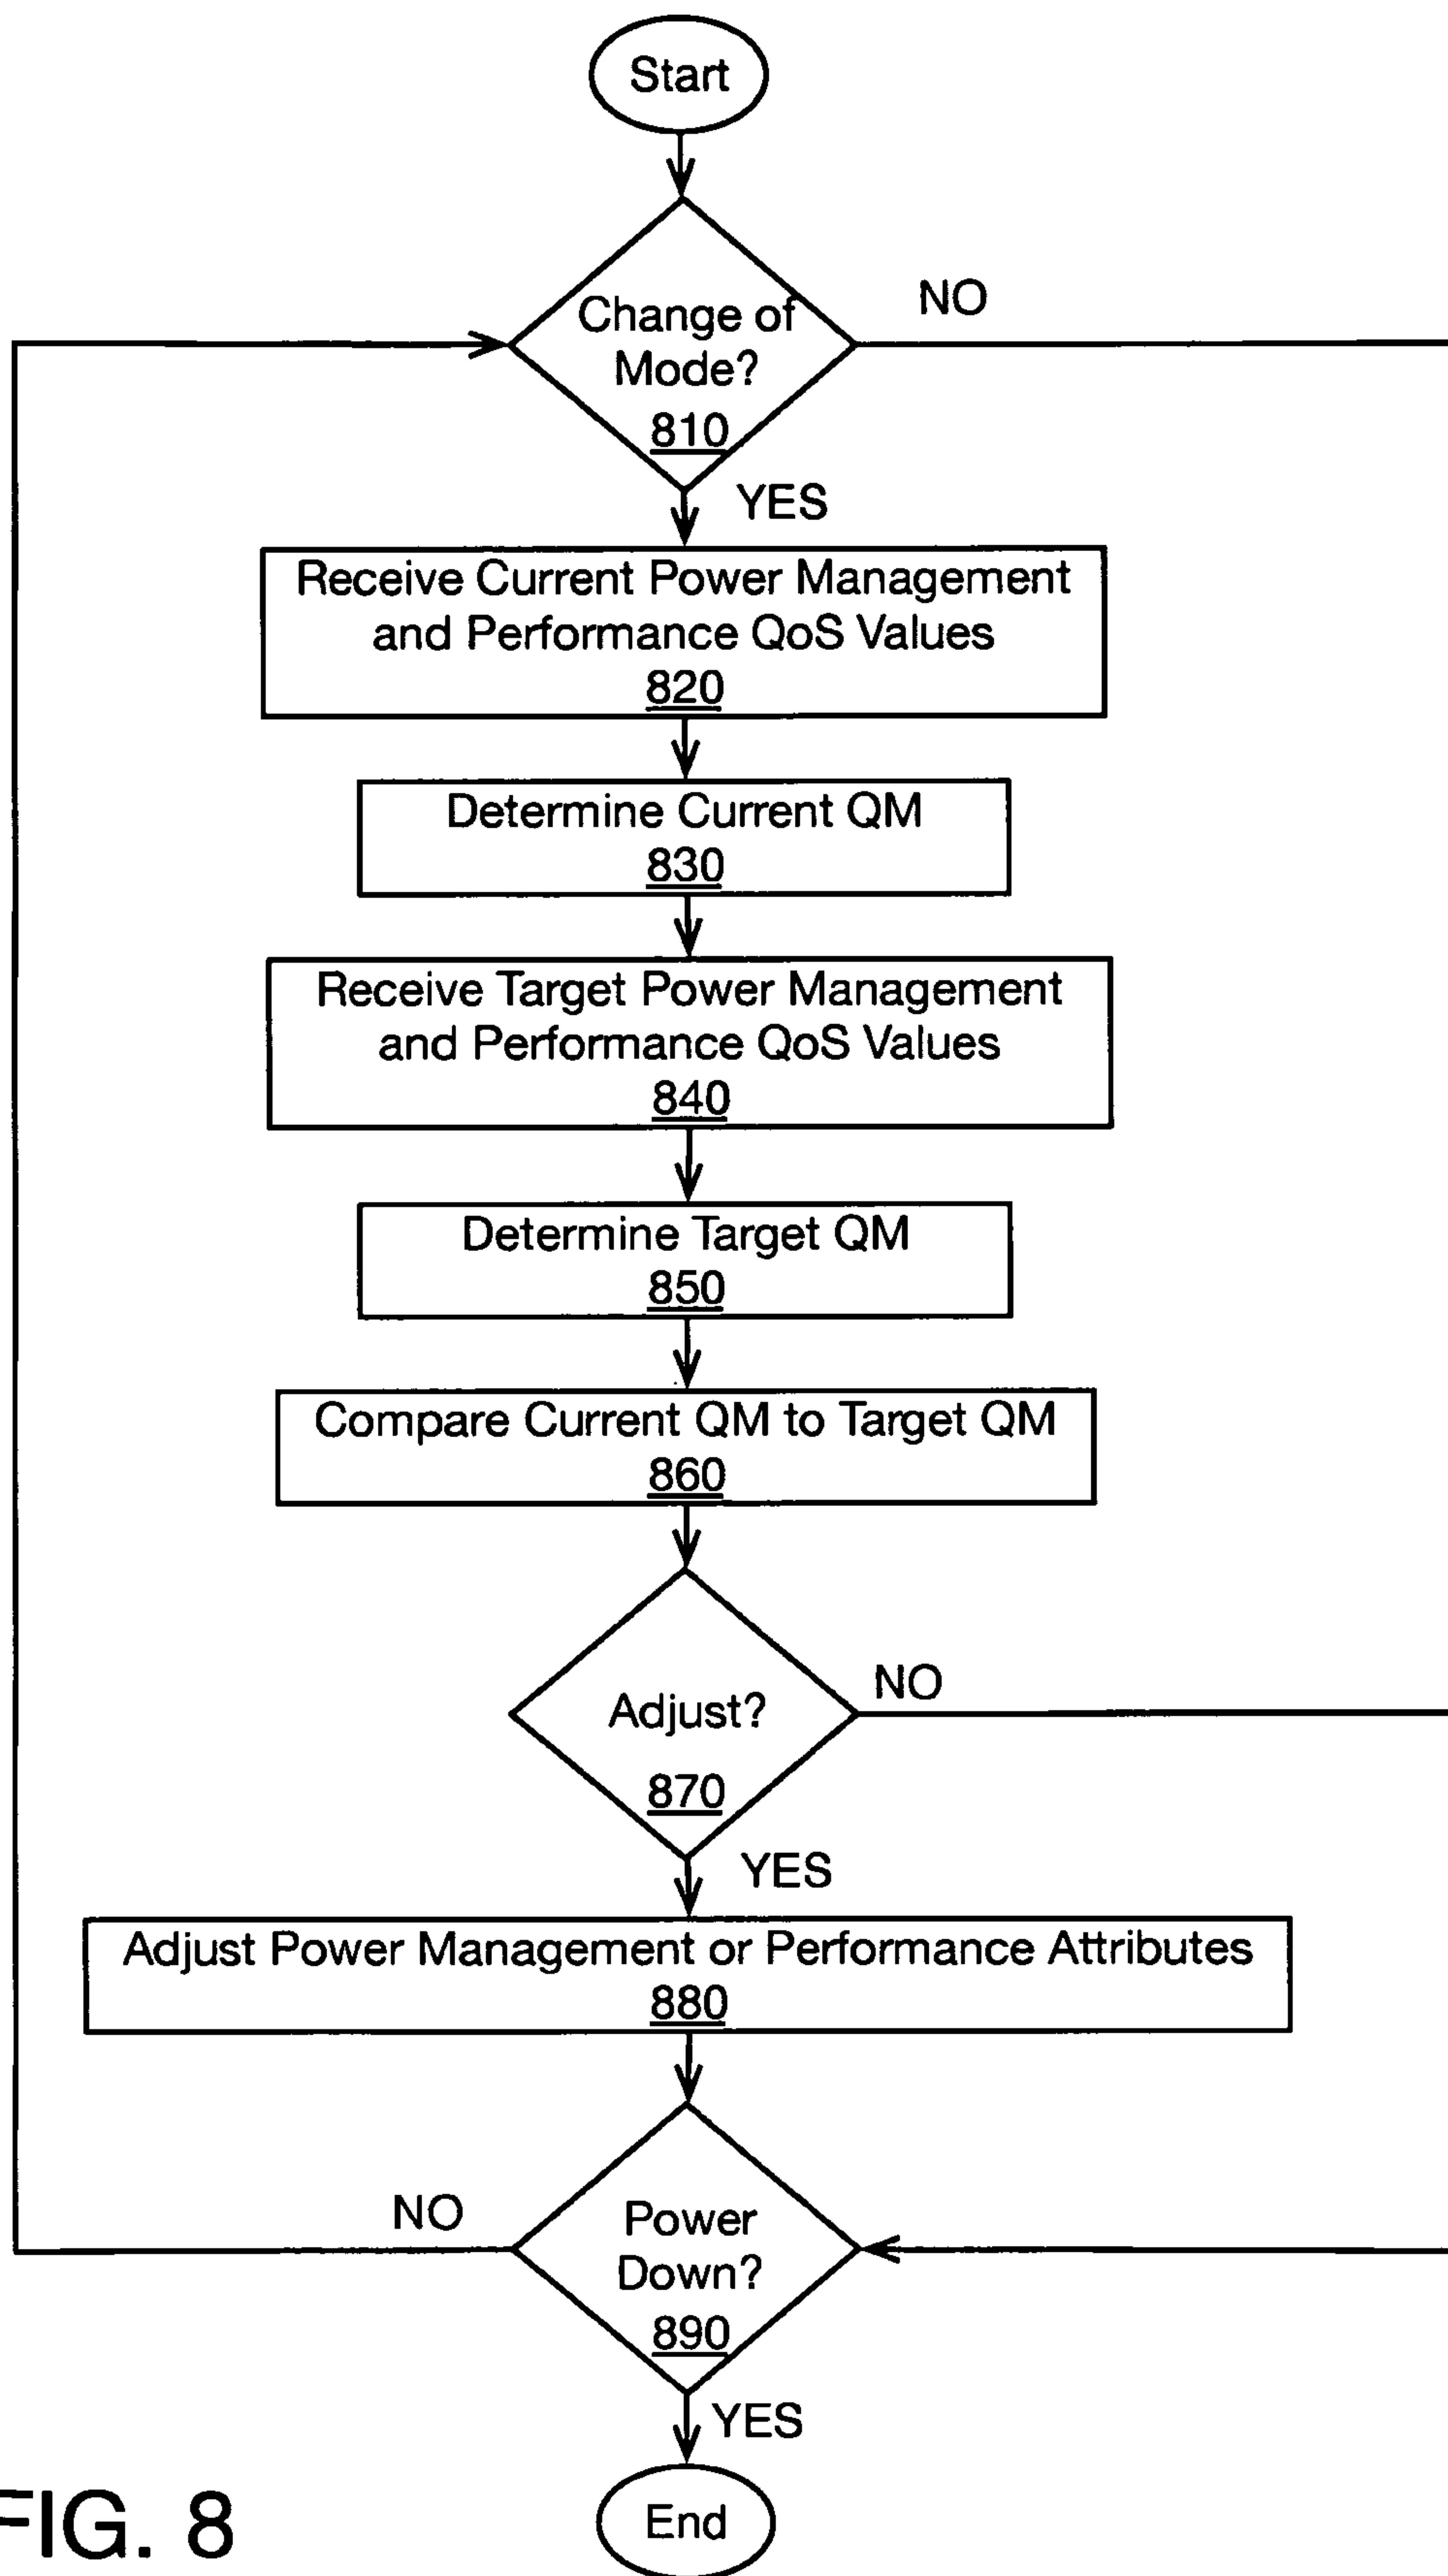 Start
Change of
Mode?
810
NO
YES
Receive Current Power Management
and Performance QoS Values
820
Determine Current QM
830
Receive Target Power Management
and Performance QoS Values
840
Determine Target QM
850
Compare Current QM to Target QM
860
Adjust?
870
NO
YES
Adjust Power Management or Performance Attributes
880
Power
Down?
890
NO
YES
End
FIG. 8